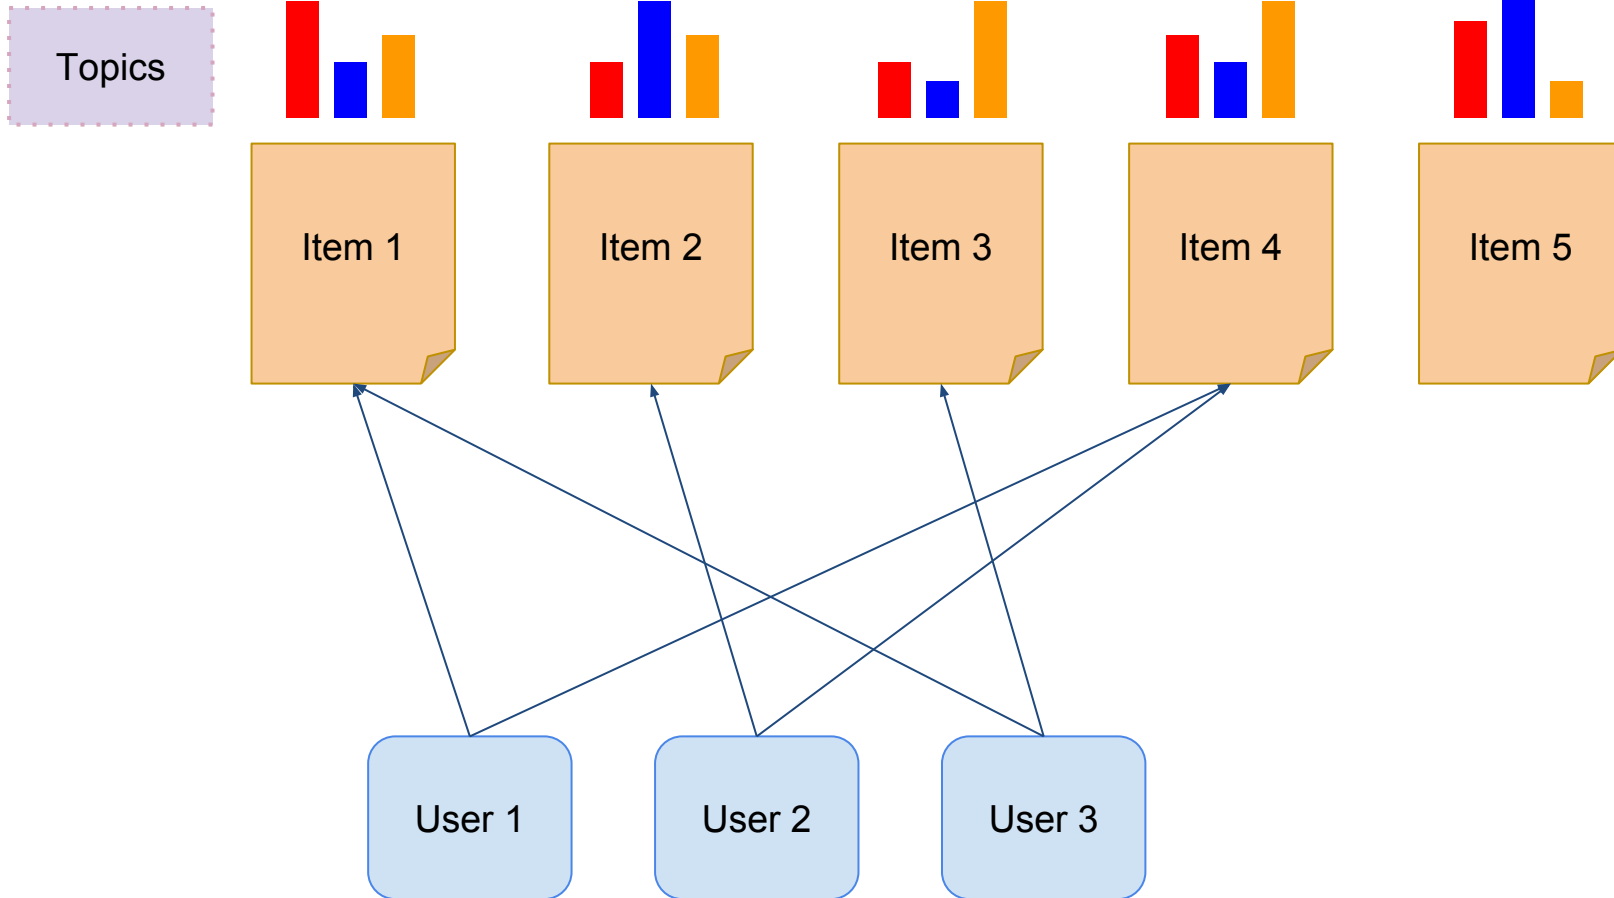 Topics
Item 1
Item 2
Item 3
Item 4
Item 5
User 1
User 2
User 3